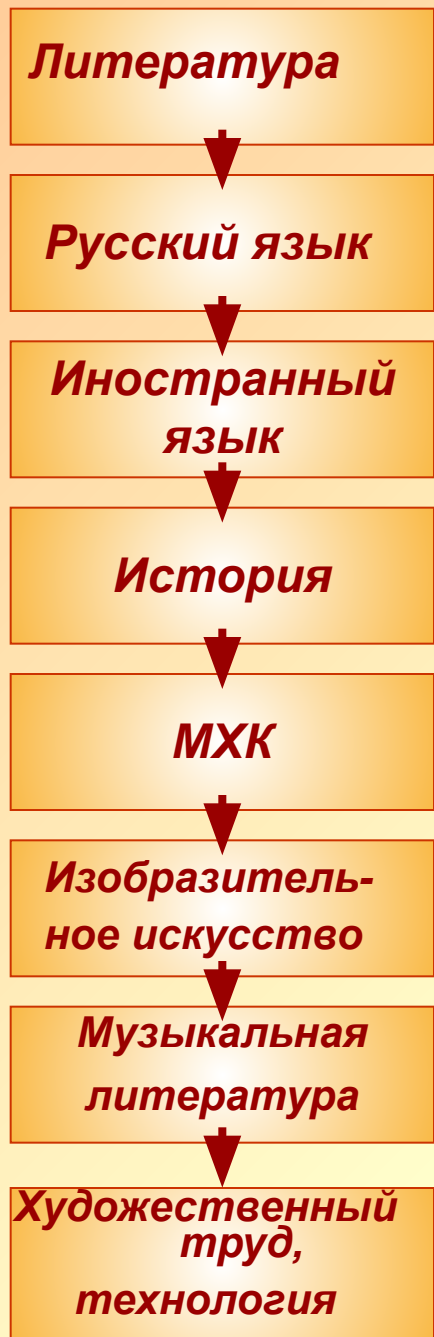 Литература
Русский язык
Иностранный
язык
История
МХК
Изобразитель-
ное искусство
Музыкальная
литература
Художественный
труд,
технология